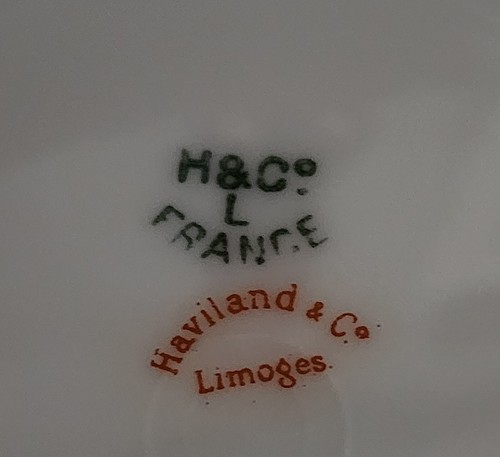 H & Cº
L
FRANCE
Haviland & Cº
Limoges.